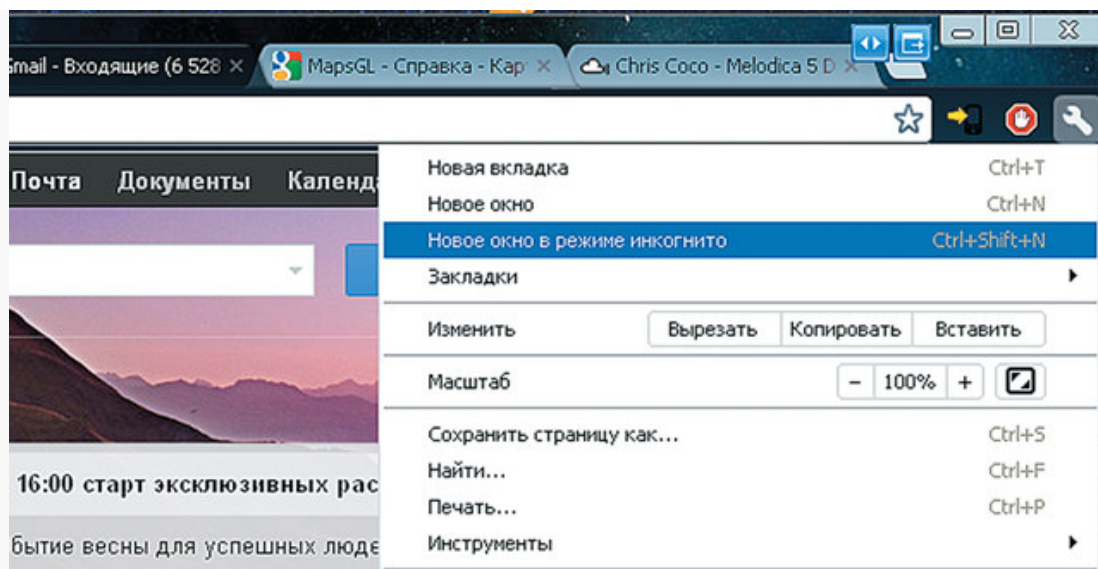 Gmail - Входящие (6 528
MapsGL - Справка - Кар
Chris Coco - Melodica 5 D
Почта Документы Календа
Новая вкладка Ctrl+T
Новое окно Ctrl+N
Новое окно в режиме инкогнито Ctrl+Shift+N
Закладки
Изменить Вырезать Копировать Вставить
Масштаб - 100% +
Сохранить страницу как... Ctrl+S
Найти... Ctrl+F
Печать... Ctrl+P
Инструменты
16:00 старт эксклюзивных рас
бытие весны для успешных люде